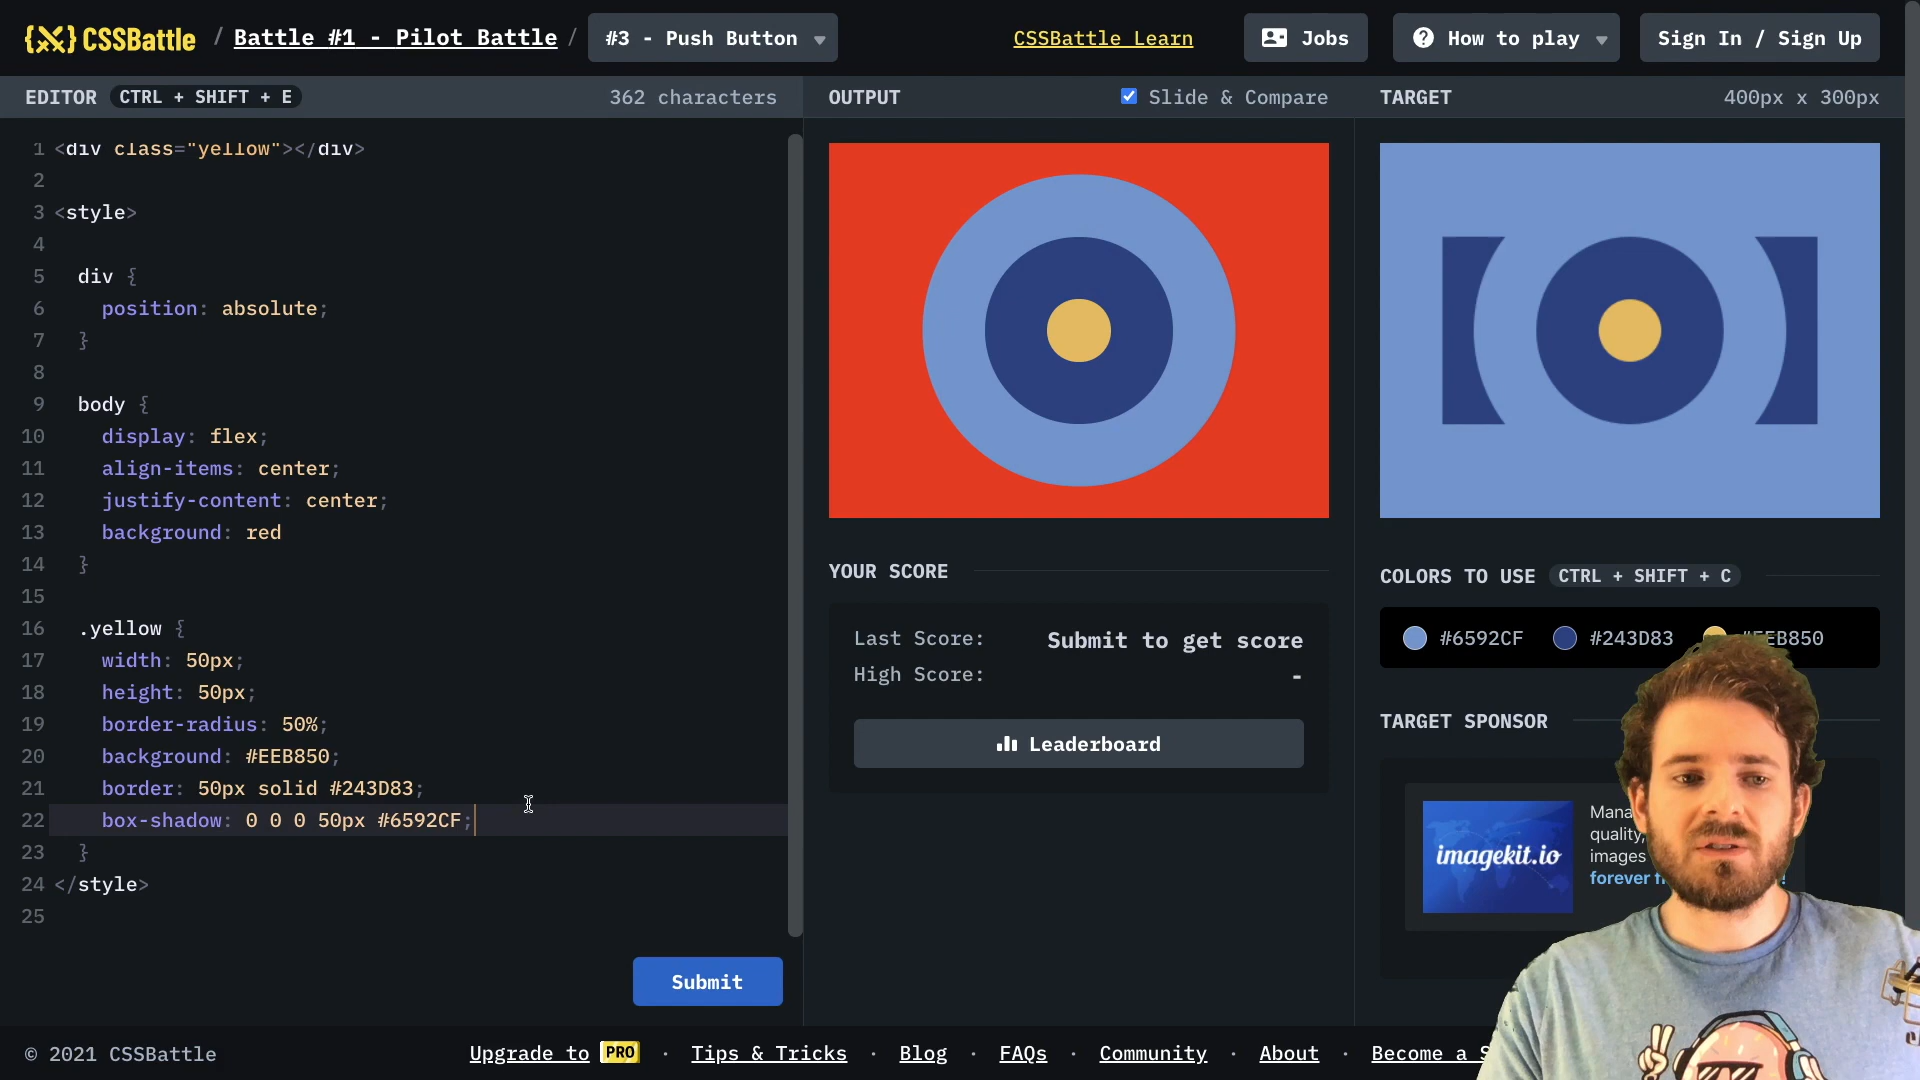 CSSBattle / Battle #1 - Pilot Battle / #3 - Push Button
CSSBattle Learn Jobs How to play Sign In / Sign Up
EDITOR CTRL + SHIFT + E 362 characters
OUTPUT Slide & Compare
TARGET 400px x 300px
1 <div class="yellow"></div>
2
3 <style>
4
5 div {
6 position: absolute;
7 }
8
9 body {
10 display: flex;
11 align-items: center;
12 justify-content: center;
13 background: red
14 }
15
16 .yellow {
17 width: 50px;
18 height: 50px;
19 border-radius: 50%;
20 background: #EEB850;
21 border: 50px solid #243D83;
22 box-shadow: 0 0 0 50px #6592CF;
23 }
24 </style>
25
Submit
YOUR SCORE
Last Score: Submit to get score
High Score: -
Leaderboard
COLORS TO USE CTRL + SHIFT + C
#6592CF #243D83 #EEB850
TARGET SPONSOR
imagekit.io
quality,
images
forever
© 2021 CSSBattle
Upgrade to PRO · Tips & Tricks · Blog · FAQs · Community · About · Become a